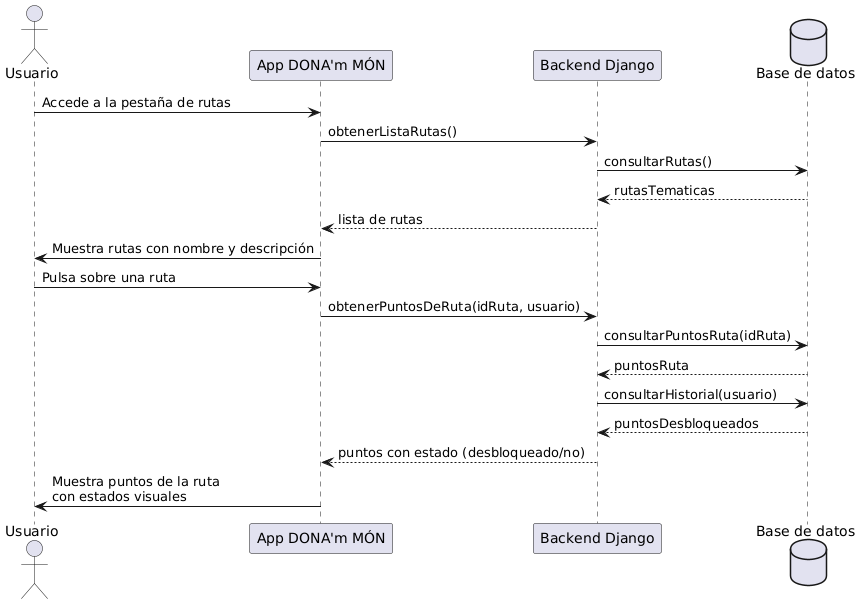 Usuario
App DONA'm MÓN
Backend Django
Base de datos
Accede a la pestaña de rutas
obtenerListaRutas()
consultarRutas()
rutasTematicas
lista de rutas
Muestra rutas con nombre y descripción
Pulsa sobre una ruta
obtenerPuntosDeRuta(idRuta, usuario)
consultarPuntosRuta(idRuta)
puntosRuta
consultarHistorial(usuario)
puntosDesbloqueados
puntos con estado (desbloqueado/no)
Muestra puntos de la ruta
con estados visuales
Usuario
App DONA'm MÓN
Backend Django
Base de datos